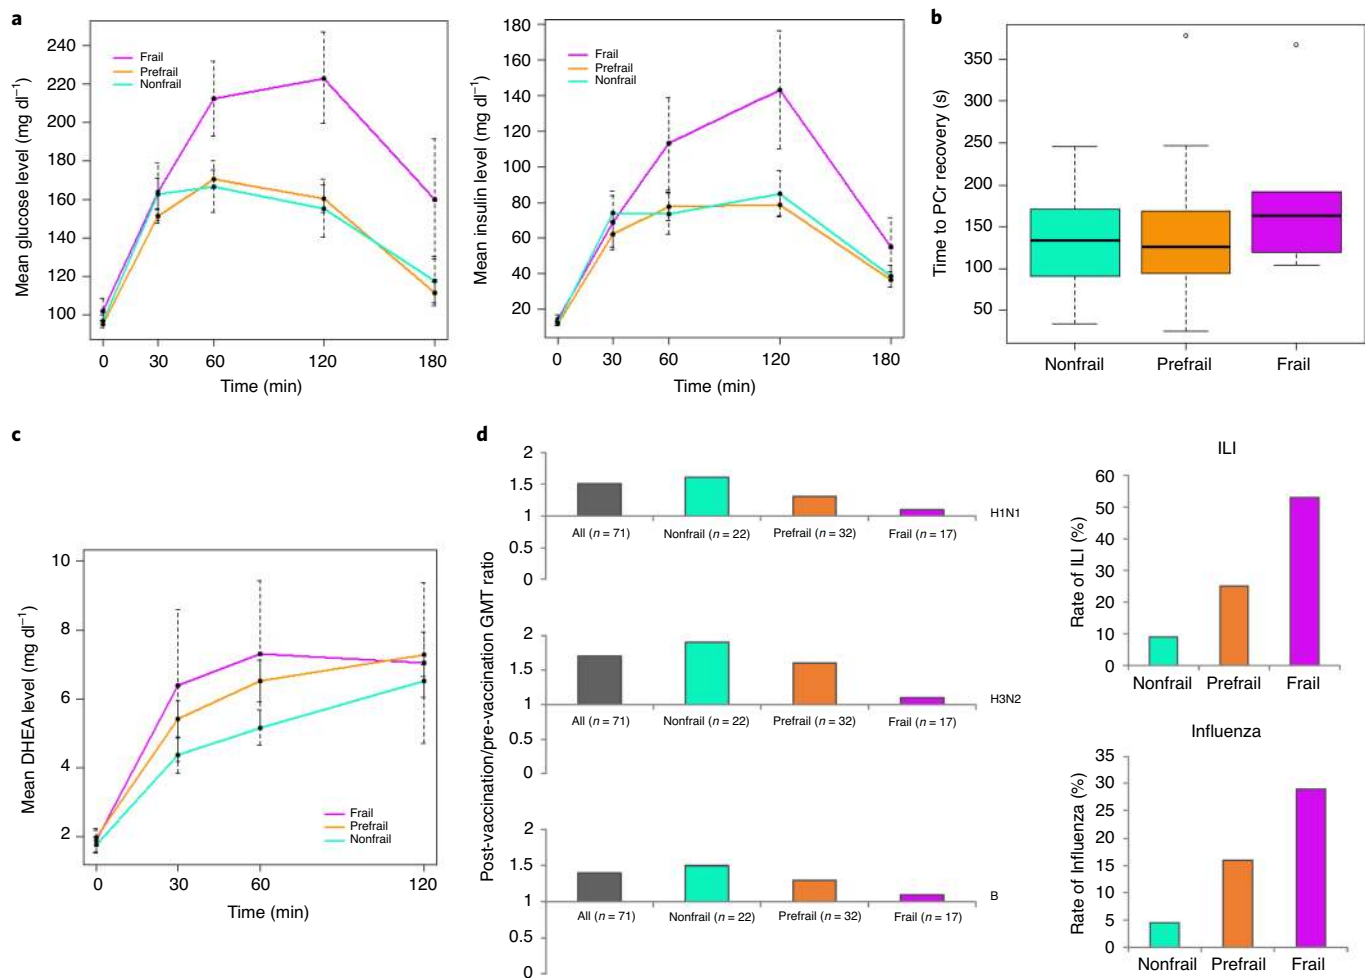 a
Mean glucose level (mg dl⁻¹)
240
220
200
180
160
140
120
100
Frail
Prefrail
Nonfrail
0 30 60 120 180
Time (min)
Mean insulin level (mg dl⁻¹)
180
160
140
120
100
80
60
40
20
Frail
Prefrail
Nonfrail
0 30 60 120 180
Time (min)
b
Time to PCr recovery (s)
350
300
250
200
150
100
50
Nonfrail Prefrail Frail
c
Mean DHEA level (mg dl⁻¹)
10
8
6
4
2
Frail
Prefrail
Nonfrail
0 30 60 120
Time (min)
d
Post-vaccination/pre-vaccination GMT ratio
2
1.5
1
0.5
0
All (n = 71) Nonfrail (n = 22) Prefrail (n = 32) Frail (n = 17)
H1N1
2
1.5
1
0.5
0
All (n = 71) Nonfrail (n = 22) Prefrail (n = 32) Frail (n = 17)
H3N2
2
1.5
1
0.5
0
All (n = 71) Nonfrail (n = 22) Prefrail (n = 32) Frail (n = 17)
B
ILI
Rate of ILI (%)
60
50
40
30
20
10
0
Nonfrail Prefrail Frail
Influenza
Rate of Influenza (%)
35
30
25
20
15
10
5
0
Nonfrail Prefrail Frail